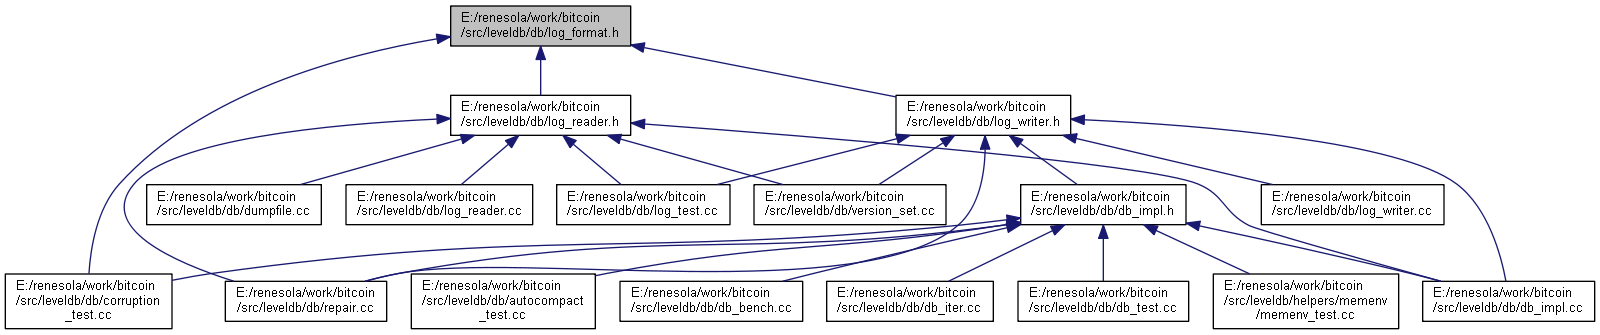 E:/renesola/work/bitcoin
/src/leveldb/db/log_format.h
E:/renesola/work/bitcoin
/src/leveldb/db/log_reader.h
E:/renesola/work/bitcoin
/src/leveldb/db/log_writer.h
E:/renesola/work/bitcoin
/src/leveldb/db/dumpfile.cc
E:/renesola/work/bitcoin
/src/leveldb/db/log_reader.cc
E:/renesola/work/bitcoin
/src/leveldb/db/log_test.cc
E:/renesola/work/bitcoin
/src/leveldb/db/version_set.cc
E:/renesola/work/bitcoin
/src/leveldb/db/db_impl.h
E:/renesola/work/bitcoin
/src/leveldb/db/log_writer.cc
E:/renesola/work/bitcoin
/src/leveldb/db/corruption
_test.cc
E:/renesola/work/bitcoin
/src/leveldb/db/repair.cc
E:/renesola/work/bitcoin
/src/leveldb/db/autocompact
_test.cc
E:/renesola/work/bitcoin
/src/leveldb/db/db_bench.cc
E:/renesola/work/bitcoin
/src/leveldb/db/db_iter.cc
E:/renesola/work/bitcoin
/src/leveldb/db/db_test.cc
E:/renesola/work/bitcoin
/src/leveldb/helpers/memenv
/memenv_test.cc
E:/renesola/work/bitcoin
/src/leveldb/db/db_impl.cc